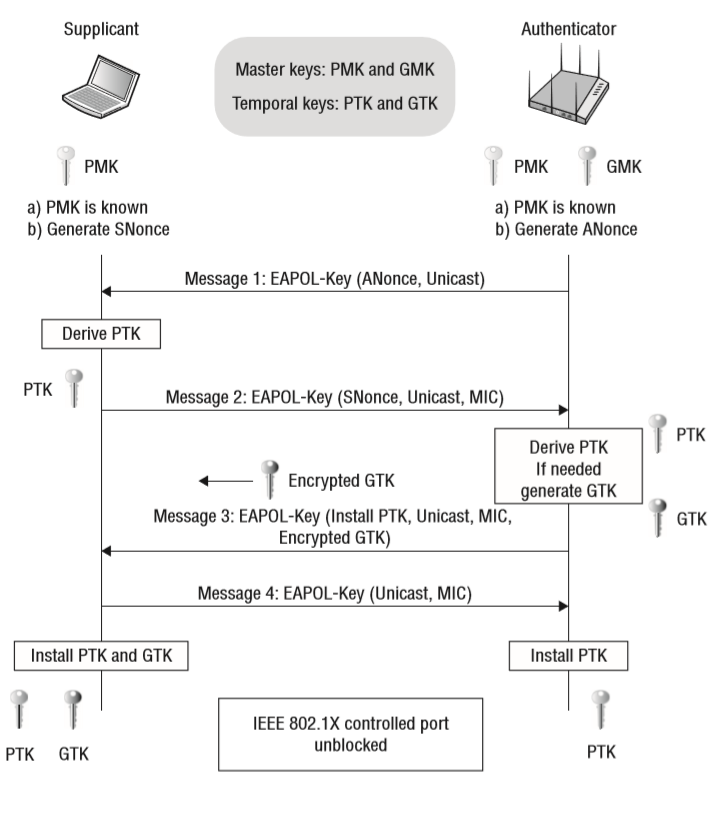 Supplicant
Authenticator
Master keys: PMK and GMK
Temporal keys: PTK and GTK
PMK
PMK
GMK
a) PMK is known
b) Generate SNonce
a) PMK is known
b) Generate ANonce
Message 1: EAPOL-Key (ANonce, Unicast)
Derive PTK
PTK
Message 2: EAPOL-Key (SNonce, Unicast, MIC)
Derive PTK
If needed
generate GTK
PTK
GTK
Encrypted GTK
Message 3: EAPOL-Key (Install PTK, Unicast, MIC,
Encrypted GTK)
Message 4: EAPOL-Key (Unicast, MIC)
Install PTK and GTK
Install PTK
PTK
GTK
IEEE 802.1X controlled port
unblocked
PTK